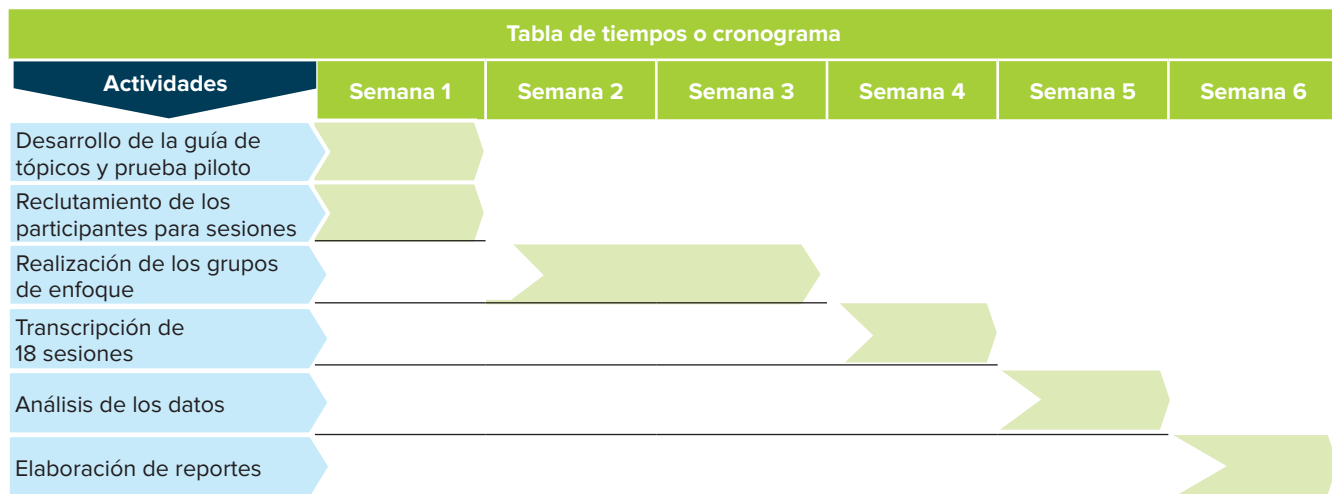 Tabla de tiempos o cronograma
Actividades
Semana 1
Semana 2
Semana 3
Semana 4
Semana 5
Semana 6
Desarrollo de la guía de
tópicos y prueba piloto
Reclutamiento de los
participantes para sesiones
Realización de los grupos
de enfoque
Transcripción de
18 sesiones
Análisis de los datos
Elaboración de reportes